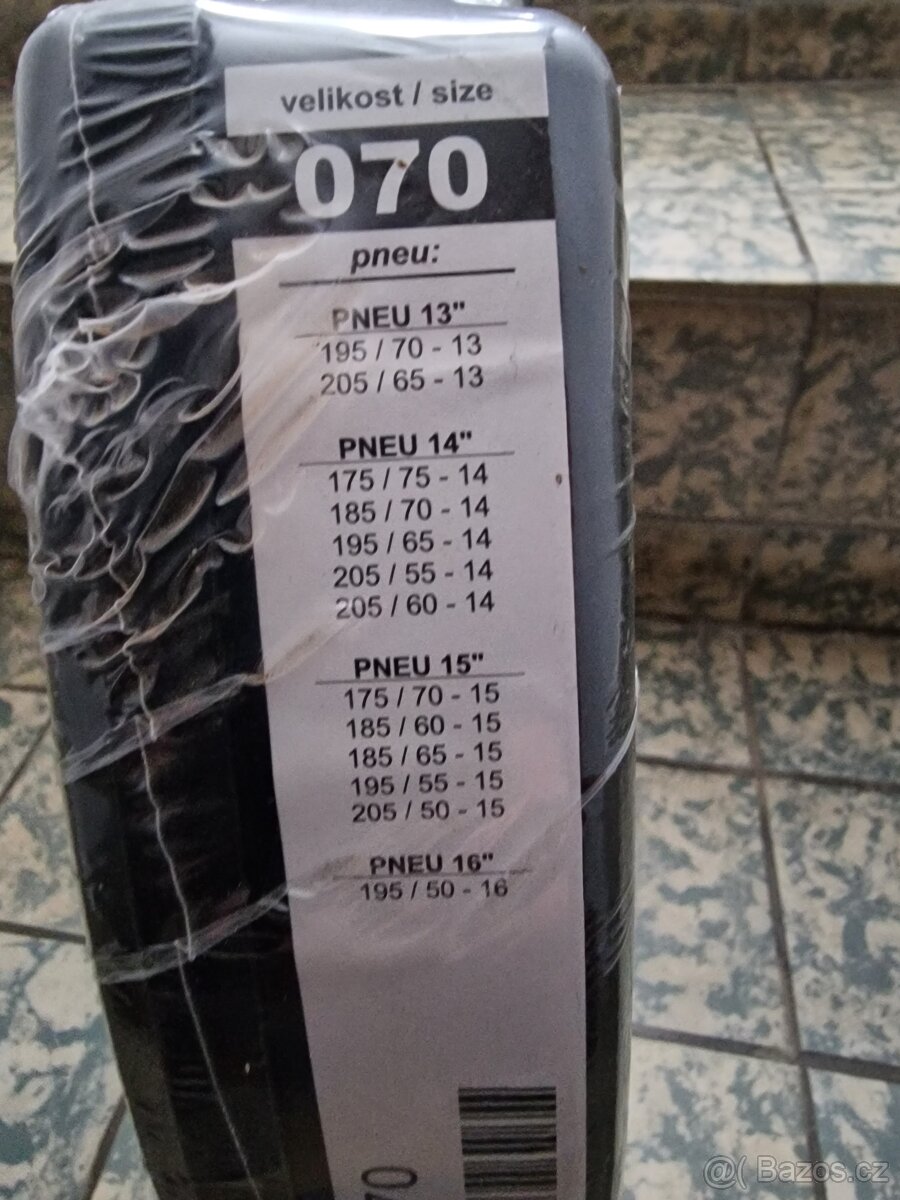 velikost / size
070
pneu:
PNEU 13"
195 / 70 - 13
205 / 65 - 13
PNEU 14"
175 / 75 - 14
185 / 70 - 14
195 / 65 - 14
205 / 55 - 14
205 / 60 - 14
PNEU 15"
175 / 70 - 15
185 / 60 - 15
185 / 65 - 15
195 / 55 - 15
205 / 50 - 15
PNEU 16"
195 / 50 - 16
70
Bazos.cz